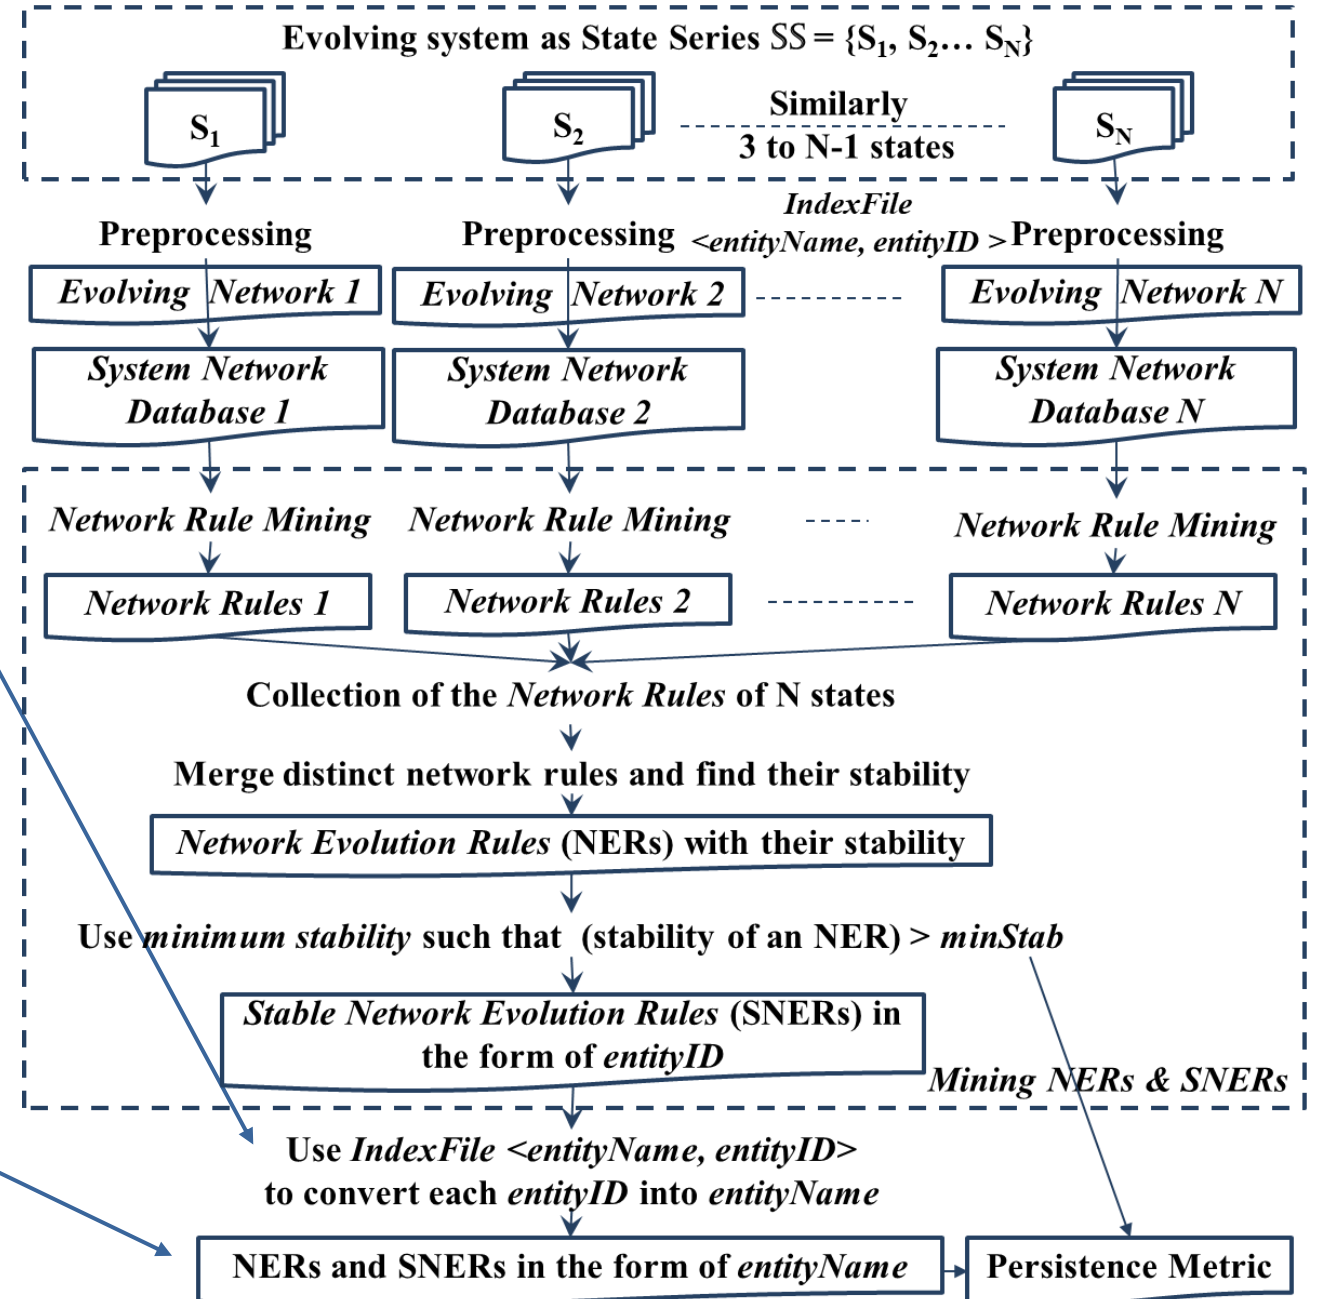 Evolving system as State Series SS = {S1, S2... SN}
S1
S2
Similarly
3 to N-1 states
SN
IndexFile
<entityName, entityID >
Preprocessing
Preprocessing
Preprocessing
Evolving Network 1
Evolving Network 2
Evolving Network N
System Network
Database 1
System Network
Database 2
System Network
Database N
Network Rule Mining
Network Rule Mining
Network Rule Mining
Network Rules 1
Network Rules 2
Network Rules N
Collection of the Network Rules of N states
Merge distinct network rules and find their stability
Network Evolution Rules (NERs) with their stability
Use minimum stability such that (stability of an NER) > minStab
Stable Network Evolution Rules (SNERs) in
the form of entityID
Mining NERs & SNERs
Use IndexFile <entityName, entityID>
to convert each entityID into entityName
NERs and SNERs in the form of entityName
Persistence Metric